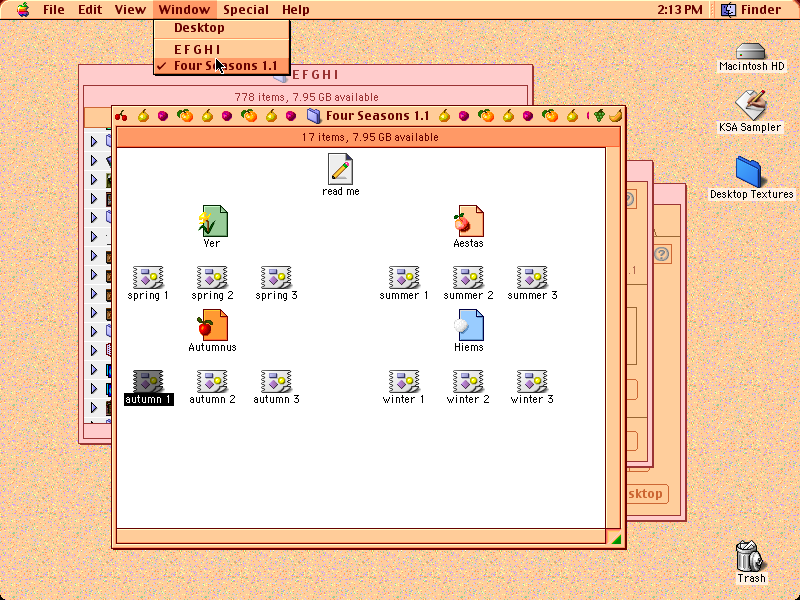 File Edit View Window Special Help 2:13 PM Finder
Desktop
E F G H I
✓ Four Seasons 1.1
E F G H I
778 items, 7.95 GB available
Four Seasons 1.1
17 items, 7.95 GB available
read me
Ver
Aestas
spring 1 spring 2 spring 3 summer 1 summer 2 summer 3
Autumnus
Hiems
autumn 1 autumn 2 autumn 3 winter 1 winter 2 winter 3
Macintosh HD
KSA Sampler
Desktop Textures
Trash